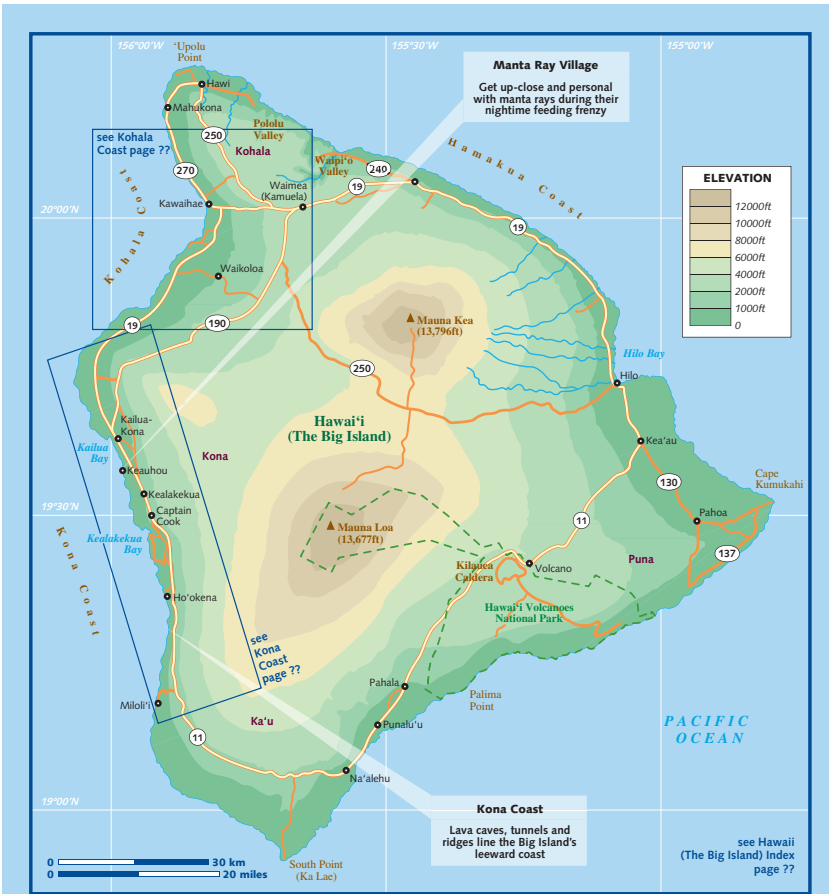 156°00'W
155°30'W
155°00'W
'Upolu
Point
Hawi
Mahukona
Manta Ray Village
Get up-close and personal
with manta rays during their
nightime feeding frenzy
see Kohala
Coast page ??
250
Kohala
Pololu
Valley
Waipi'o
Valley
240
Hamakua Coast
270
Waimea
(Kamuela)
19
Kawaihae
20°00'N
19
Kohala Coast
Waikoloa
ELEVATION
12000ft
10000ft
8000ft
6000ft
4000ft
2000ft
1000ft
0
19
190
Mauna Kea
(13,796ft)
250
Hilo Bay
Hilo
Hawai'i
(The Big Island)
Kailua-
Kona
Kailua
Bay
Kona
Keauhou
Kea'au
Kealakekua
Captain
Cook
130
Cape
Kumukahi
19°30'N
Mauna Loa
(13,677ft)
11
Pahoa
137
Kealakekua
Bay
Kona Coast
Kilauea
Caldera
Volcano
Puna
Ho'okena
Hawai'i Volcanoes
National Park
see
Kona
Coast
page ??
Pahala
Palima
Point
Miloli'i
Ka'u
Punalu'u
11
PACIFIC
OCEAN
Na'alehu
19°00'N
Kona Coast
Lava caves, tunnels and
ridges line the Big Island's
leeward coast
South Point
(Ka Lae)
0 30 km
0 20 miles
see Hawaii
(The Big Island) Index
page ??